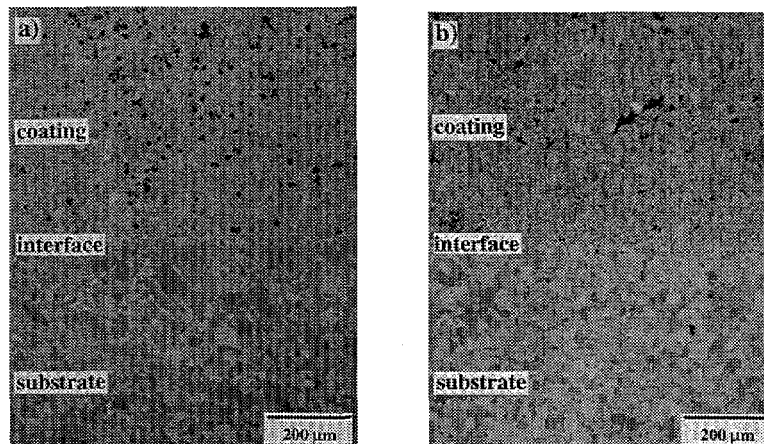 a)
coating
interface
substrate
200 μm
b)
coating
interface
substrate
200 μm